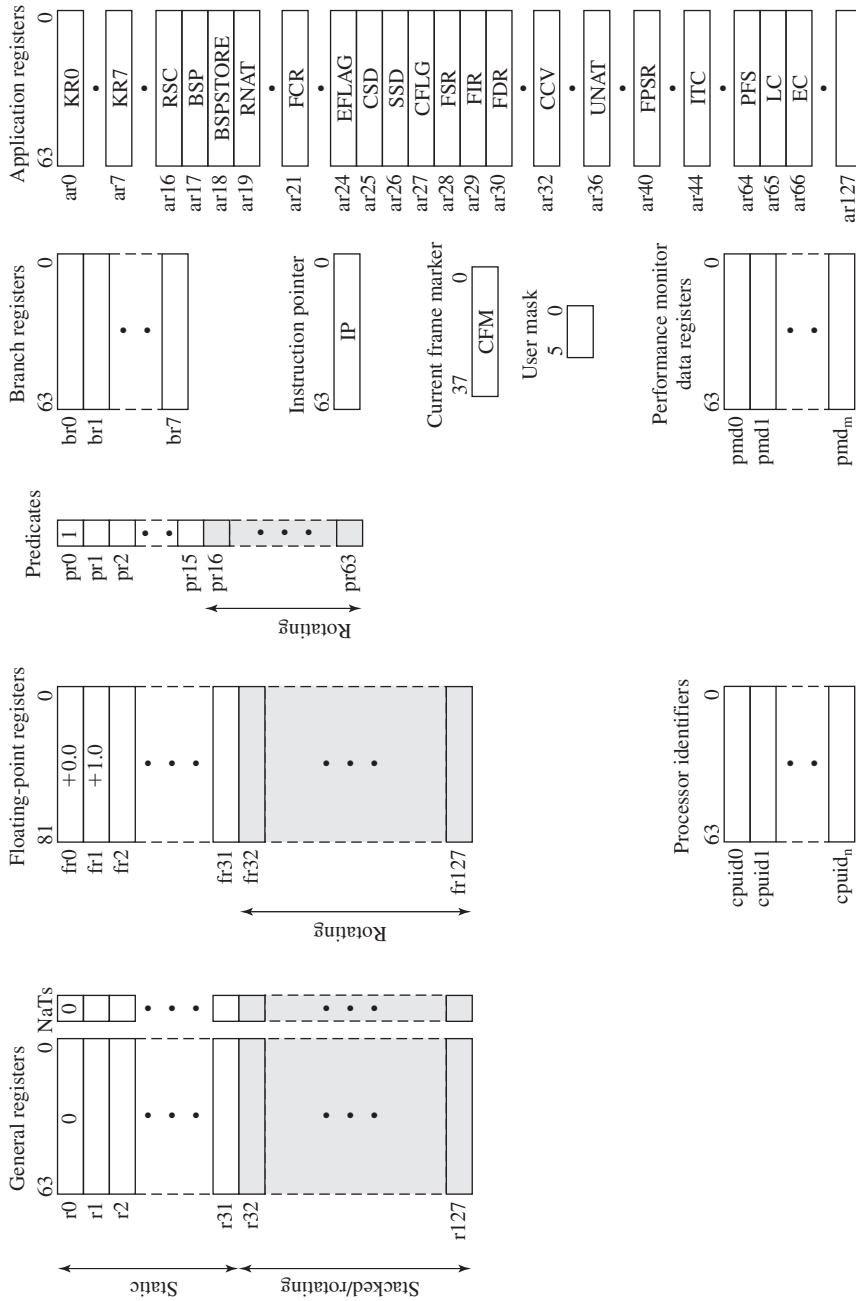 General registers
63 0
r0 0
r1
r2
r31
r32
r127
Static
Stacked/rotating
NaTs
0
Floating-point registers
81 0
fr0 +0.0
fr1 +1.0
fr2
fr31
fr32
fr127
Rotating
Predicates
pr0 1
pr1
pr2
pr15
pr16
pr63
Rotating
Branch registers
63 0
br0
br1
br7
Instruction pointer
63 0
IP
Current frame marker
37 0
CFM
User mask
5 0
Application registers
63 0
ar0 KR0
ar7 KR7
ar16 RSC
ar17 BSP
ar18 BSPSTORE
ar19 RNAT
ar21 FCR
ar24 EFLAG
ar25 CSD
ar26 SSD
ar27 CFLG
ar28 FSR
ar29 FIR
ar30 FDR
ar32 CCV
ar36 UNAT
ar40 FPSR
ar44 ITC
ar64 PFS
ar65 LC
ar66 EC
ar127
Processor identifiers
63 0
cpuid0
cpuid1
cpuidn
Performance monitor
data registers
63 0
pmd0
pmd1
pmdm